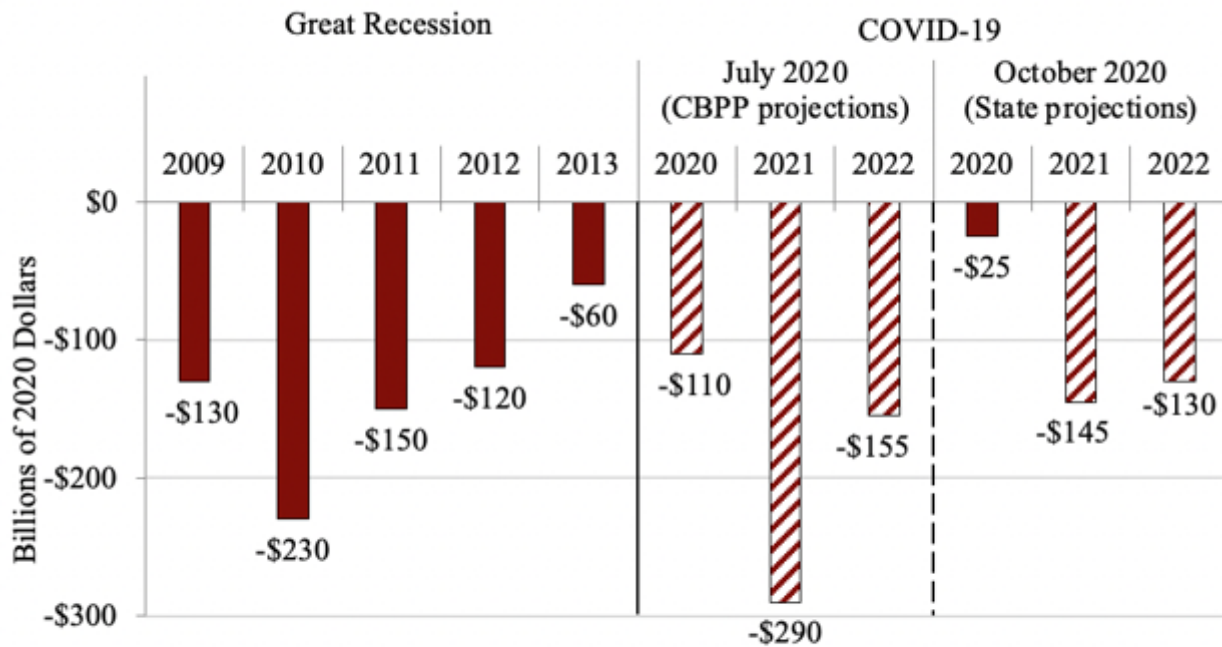 Great Recession
COVID-19
July 2020
(CBPP projections)
October 2020
(State projections)
2009 2010 2011 2012 2013 2020 2021 2022 2020 2021 2022
$0
-$100
-$200
-$300
Billions of 2020 Dollars
-$130
-$230
-$150
-$120
-$60
-$110
-$290
-$155
-$25
-$145
-$130